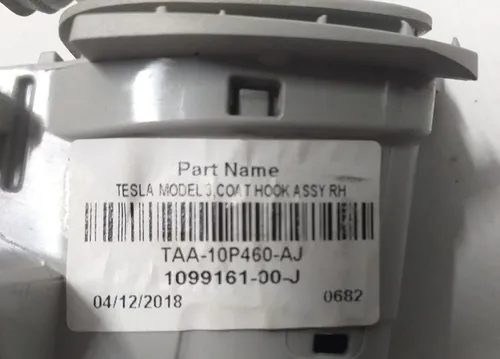 Part Name
TESLA MODEL 3,COAT HOOK ASSY RH
TAA-10P460-AJ
1099161-00-J
04/12/2018 0682